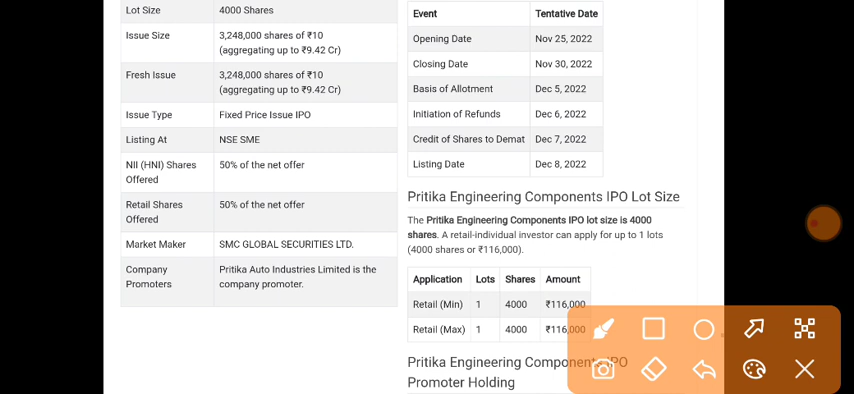 Lot Size 4000 Shares
Issue Size 3,248,000 shares of ₹10
(aggregating up to ₹9.42 Cr)
Fresh Issue 3,248,000 shares of ₹10
(aggregating up to ₹9.42 Cr)
Issue Type Fixed Price Issue IPO
Listing At NSE SME
NII (HNI) Shares 50% of the net offer
Offered
Retail Shares 50% of the net offer
Offered
Market Maker SMC GLOBAL SECURITIES LTD.
Company Pritika Auto Industries Limited is the
Promoters company promoter.
Event Tentative Date
Opening Date Nov 25, 2022
Closing Date Nov 30, 2022
Basis of Allotment Dec 5, 2022
Initiation of Refunds Dec 6, 2022
Credit of Shares to Demat Dec 7, 2022
Listing Date Dec 8, 2022
Pritika Engineering Components IPO Lot Size
The Pritika Engineering Components IPO lot size is 4000
shares. A retail-individual investor can apply for up to 1 lots
(4000 shares or ₹116,000).
Application Lots Shares Amount
Retail (Min) 1 4000 ₹116,000
Retail (Max) 1 4000 ₹116,000
Pritika Engineering Components IPO
Promoter Holding